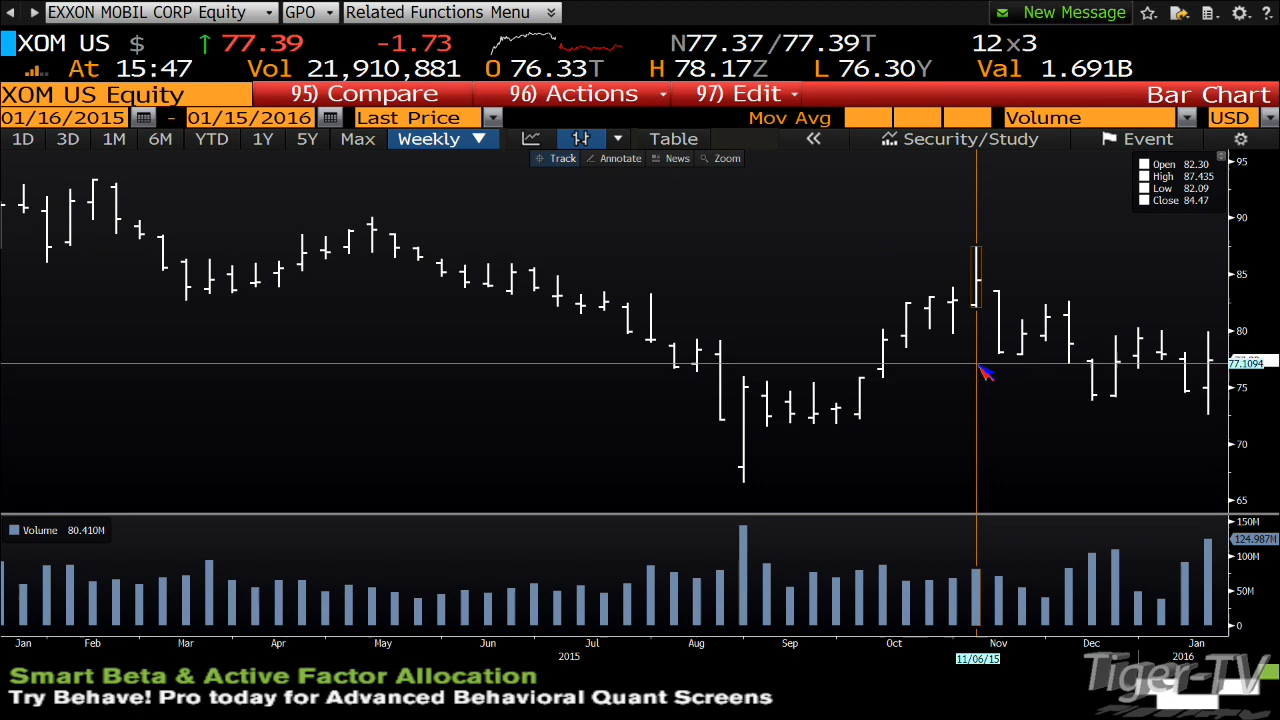 EXXON MOBIL CORP Equity GPO Related Functions Menu New Message
XOM US $ 77.39 -1.73 N77.37/77.39T 12x3
At 15:47 Vol 21,910,881 O 76.33T H 78.17Z L 76.30Y Val 1.691B
XOM US Equity 95) Compare 96) Actions 97) Edit Bar Chart
01/16/2015 - 01/15/2016 Last Price Mov Avg Volume USD
1D 3D 1M 6M YTD 1Y 5Y Max Weekly Table Security/Study Event
Track Annotate News Zoom
Open 82.30
High 87.435
Low 82.09
Close 84.47
95
90
85
80
77.1094
75
70
65
Volume 80.410M
150M
124.987M
100M
50M
0
Jan Feb Mar Apr May Jun Jul Aug Sep Oct Nov Dec Jan
2015 2016
11/06/15
Smart Beta & Active Factor Allocation
Try Behave! Pro today for Advanced Behavioral Quant Screens
Tiger-TV